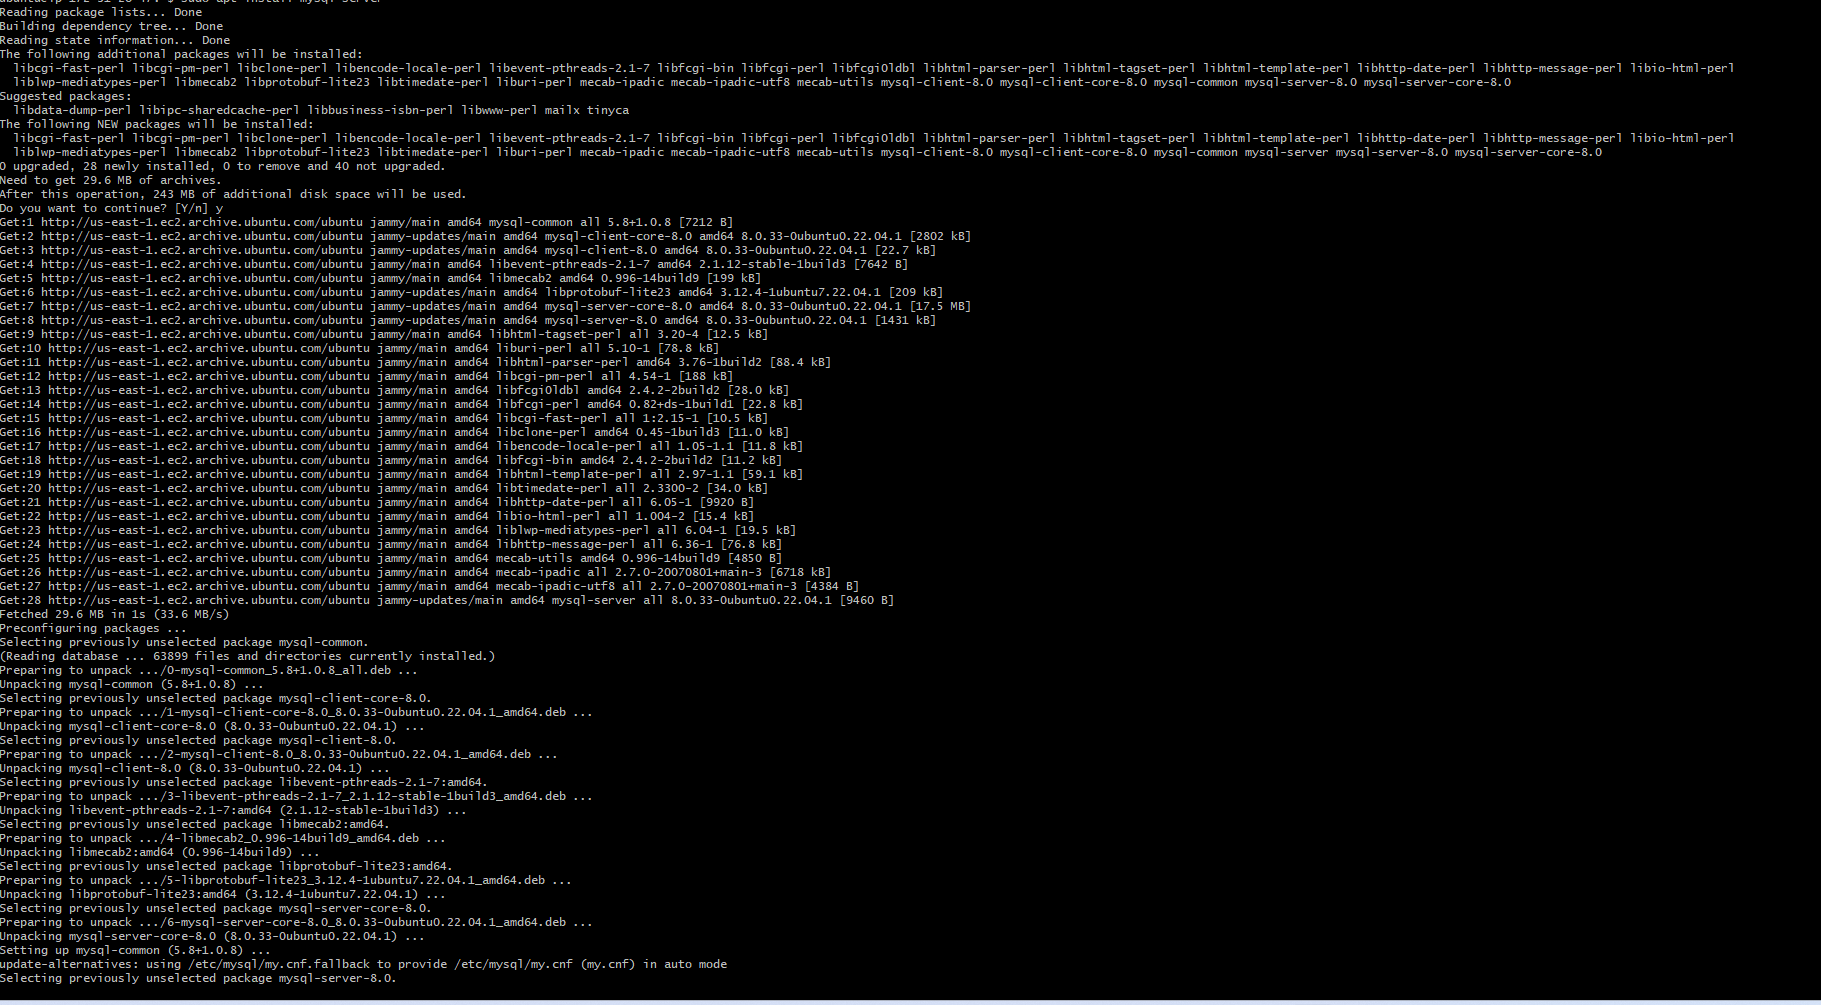 $ sudo apt install mysql-server
Reading package lists... Done
Building dependency tree... Done
Reading state information... Done
The following additional packages will be installed:
  libcgi-fast-perl libcgi-pm-perl libclone-perl libencode-locale-perl libevent-pthreads-2.1-7 libfcgi-bin libfcgi-perl libfcgi0ldbl libhtml-parser-perl libhtml-tagset-perl libhtml-template-perl libhttp-date-perl libhttp-message-perl libio-html-perl
  liblwp-mediatypes-perl libmecab2 libprotobuf-lite23 libtimedate-perl liburi-perl mecab-ipadic mecab-ipadic-utf8 mecab-utils mysql-client-8.0 mysql-client-core-8.0 mysql-common mysql-server-8.0 mysql-server-core-8.0
Suggested packages:
  libdata-dump-perl libipc-sharedcache-perl libbusiness-isbn-perl libwww-perl mailx tinyca
The following NEW packages will be installed:
  libcgi-fast-perl libcgi-pm-perl libclone-perl libencode-locale-perl libevent-pthreads-2.1-7 libfcgi-bin libfcgi-perl libfcgi0ldbl libhtml-parser-perl libhtml-tagset-perl libhtml-template-perl libhttp-date-perl libhttp-message-perl libio-html-perl
  liblwp-mediatypes-perl libmecab2 libprotobuf-lite23 libtimedate-perl liburi-perl mecab-ipadic mecab-ipadic-utf8 mecab-utils mysql-client-8.0 mysql-client-core-8.0 mysql-common mysql-server mysql-server-8.0 mysql-server-core-8.0
0 upgraded, 28 newly installed, 0 to remove and 40 not upgraded.
Need to get 29.6 MB of archives.
After this operation, 243 MB of additional disk space will be used.
Do you want to continue? [Y/n] y
Get:1 http://us-east-1.ec2.archive.ubuntu.com/ubuntu jammy/main amd64 mysql-common all 5.8+1.0.8 [7212 B]
Get:2 http://us-east-1.ec2.archive.ubuntu.com/ubuntu jammy-updates/main amd64 mysql-client-core-8.0 amd64 8.0.33-0ubuntu0.22.04.1 [2802 kB]
Get:3 http://us-east-1.ec2.archive.ubuntu.com/ubuntu jammy-updates/main amd64 mysql-client-8.0 amd64 8.0.33-0ubuntu0.22.04.1 [22.7 kB]
Get:4 http://us-east-1.ec2.archive.ubuntu.com/ubuntu jammy/main amd64 libevent-pthreads-2.1-7 amd64 2.1.12-stable-1build3 [7642 B]
Get:5 http://us-east-1.ec2.archive.ubuntu.com/ubuntu jammy/main amd64 libmecab2 amd64 0.996-14build9 [199 kB]
Get:6 http://us-east-1.ec2.archive.ubuntu.com/ubuntu jammy-updates/main amd64 libprotobuf-lite23 amd64 3.12.4-1ubuntu7.22.04.1 [209 kB]
Get:7 http://us-east-1.ec2.archive.ubuntu.com/ubuntu jammy-updates/main amd64 mysql-server-core-8.0 amd64 8.0.33-0ubuntu0.22.04.1 [17.5 MB]
Get:8 http://us-east-1.ec2.archive.ubuntu.com/ubuntu jammy-updates/main amd64 mysql-server-8.0 amd64 8.0.33-0ubuntu0.22.04.1 [1431 kB]
Get:9 http://us-east-1.ec2.archive.ubuntu.com/ubuntu jammy/main amd64 libhtml-tagset-perl all 3.20-4 [12.5 kB]
Get:10 http://us-east-1.ec2.archive.ubuntu.com/ubuntu jammy/main amd64 liburi-perl all 5.10-1 [78.8 kB]
Get:11 http://us-east-1.ec2.archive.ubuntu.com/ubuntu jammy/main amd64 libhtml-parser-perl amd64 3.76-1build2 [88.4 kB]
Get:12 http://us-east-1.ec2.archive.ubuntu.com/ubuntu jammy/main amd64 libcgi-pm-perl all 4.54-1 [188 kB]
Get:13 http://us-east-1.ec2.archive.ubuntu.com/ubuntu jammy/main amd64 libfcgi0ldbl amd64 2.4.2-2build2 [28.0 kB]
Get:14 http://us-east-1.ec2.archive.ubuntu.com/ubuntu jammy/main amd64 libfcgi-perl amd64 0.82+ds-1build1 [22.8 kB]
Get:15 http://us-east-1.ec2.archive.ubuntu.com/ubuntu jammy/main amd64 libcgi-fast-perl all 1:2.15-1 [10.5 kB]
Get:16 http://us-east-1.ec2.archive.ubuntu.com/ubuntu jammy/main amd64 libclone-perl amd64 0.45-1build3 [11.0 kB]
Get:17 http://us-east-1.ec2.archive.ubuntu.com/ubuntu jammy/main amd64 libencode-locale-perl all 1.05-1.1 [11.8 kB]
Get:18 http://us-east-1.ec2.archive.ubuntu.com/ubuntu jammy/main amd64 libfcgi-bin amd64 2.4.2-2build2 [11.2 kB]
Get:19 http://us-east-1.ec2.archive.ubuntu.com/ubuntu jammy/main amd64 libhtml-template-perl all 2.97-1.1 [59.1 kB]
Get:20 http://us-east-1.ec2.archive.ubuntu.com/ubuntu jammy/main amd64 libtimedate-perl all 2.3300-2 [34.0 kB]
Get:21 http://us-east-1.ec2.archive.ubuntu.com/ubuntu jammy/main amd64 libhttp-date-perl all 6.05-1 [9920 B]
Get:22 http://us-east-1.ec2.archive.ubuntu.com/ubuntu jammy/main amd64 libio-html-perl all 1.004-2 [15.4 kB]
Get:23 http://us-east-1.ec2.archive.ubuntu.com/ubuntu jammy/main amd64 liblwp-mediatypes-perl all 6.04-1 [19.5 kB]
Get:24 http://us-east-1.ec2.archive.ubuntu.com/ubuntu jammy/main amd64 libhttp-message-perl all 6.36-1 [76.8 kB]
Get:25 http://us-east-1.ec2.archive.ubuntu.com/ubuntu jammy/main amd64 mecab-utils amd64 0.996-14build9 [4850 B]
Get:26 http://us-east-1.ec2.archive.ubuntu.com/ubuntu jammy/main amd64 mecab-ipadic all 2.7.0-20070801+main-3 [6718 kB]
Get:27 http://us-east-1.ec2.archive.ubuntu.com/ubuntu jammy/main amd64 mecab-ipadic-utf8 all 2.7.0-20070801+main-3 [4384 B]
Get:28 http://us-east-1.ec2.archive.ubuntu.com/ubuntu jammy-updates/main amd64 mysql-server all 8.0.33-0ubuntu0.22.04.1 [9460 B]
Fetched 29.6 MB in 1s (33.6 MB/s)
Preconfiguring packages ...
Selecting previously unselected package mysql-common.
(Reading database ... 63899 files and directories currently installed.)
Preparing to unpack .../0-mysql-common_5.8+1.0.8_all.deb ...
Unpacking mysql-common (5.8+1.0.8) ...
Selecting previously unselected package mysql-client-core-8.0.
Preparing to unpack .../1-mysql-client-core-8.0_8.0.33-0ubuntu0.22.04.1_amd64.deb ...
Unpacking mysql-client-core-8.0 (8.0.33-0ubuntu0.22.04.1) ...
Selecting previously unselected package mysql-client-8.0.
Preparing to unpack .../2-mysql-client-8.0_8.0.33-0ubuntu0.22.04.1_amd64.deb ...
Unpacking mysql-client-8.0 (8.0.33-0ubuntu0.22.04.1) ...
Selecting previously unselected package libevent-pthreads-2.1-7:amd64.
Preparing to unpack .../3-libevent-pthreads-2.1-7_2.1.12-stable-1build3_amd64.deb ...
Unpacking libevent-pthreads-2.1-7:amd64 (2.1.12-stable-1build3) ...
Selecting previously unselected package libmecab2:amd64.
Preparing to unpack .../4-libmecab2_0.996-14build9_amd64.deb ...
Unpacking libmecab2:amd64 (0.996-14build9) ...
Selecting previously unselected package libprotobuf-lite23:amd64.
Preparing to unpack .../5-libprotobuf-lite23_3.12.4-1ubuntu7.22.04.1_amd64.deb ...
Unpacking libprotobuf-lite23:amd64 (3.12.4-1ubuntu7.22.04.1) ...
Selecting previously unselected package mysql-server-core-8.0.
Preparing to unpack .../6-mysql-server-core-8.0_8.0.33-0ubuntu0.22.04.1_amd64.deb ...
Unpacking mysql-server-core-8.0 (8.0.33-0ubuntu0.22.04.1) ...
Setting up mysql-common (5.8+1.0.8) ...
update-alternatives: using /etc/mysql/my.cnf.fallback to provide /etc/mysql/my.cnf (my.cnf) in auto mode
Selecting previously unselected package mysql-server-8.0.